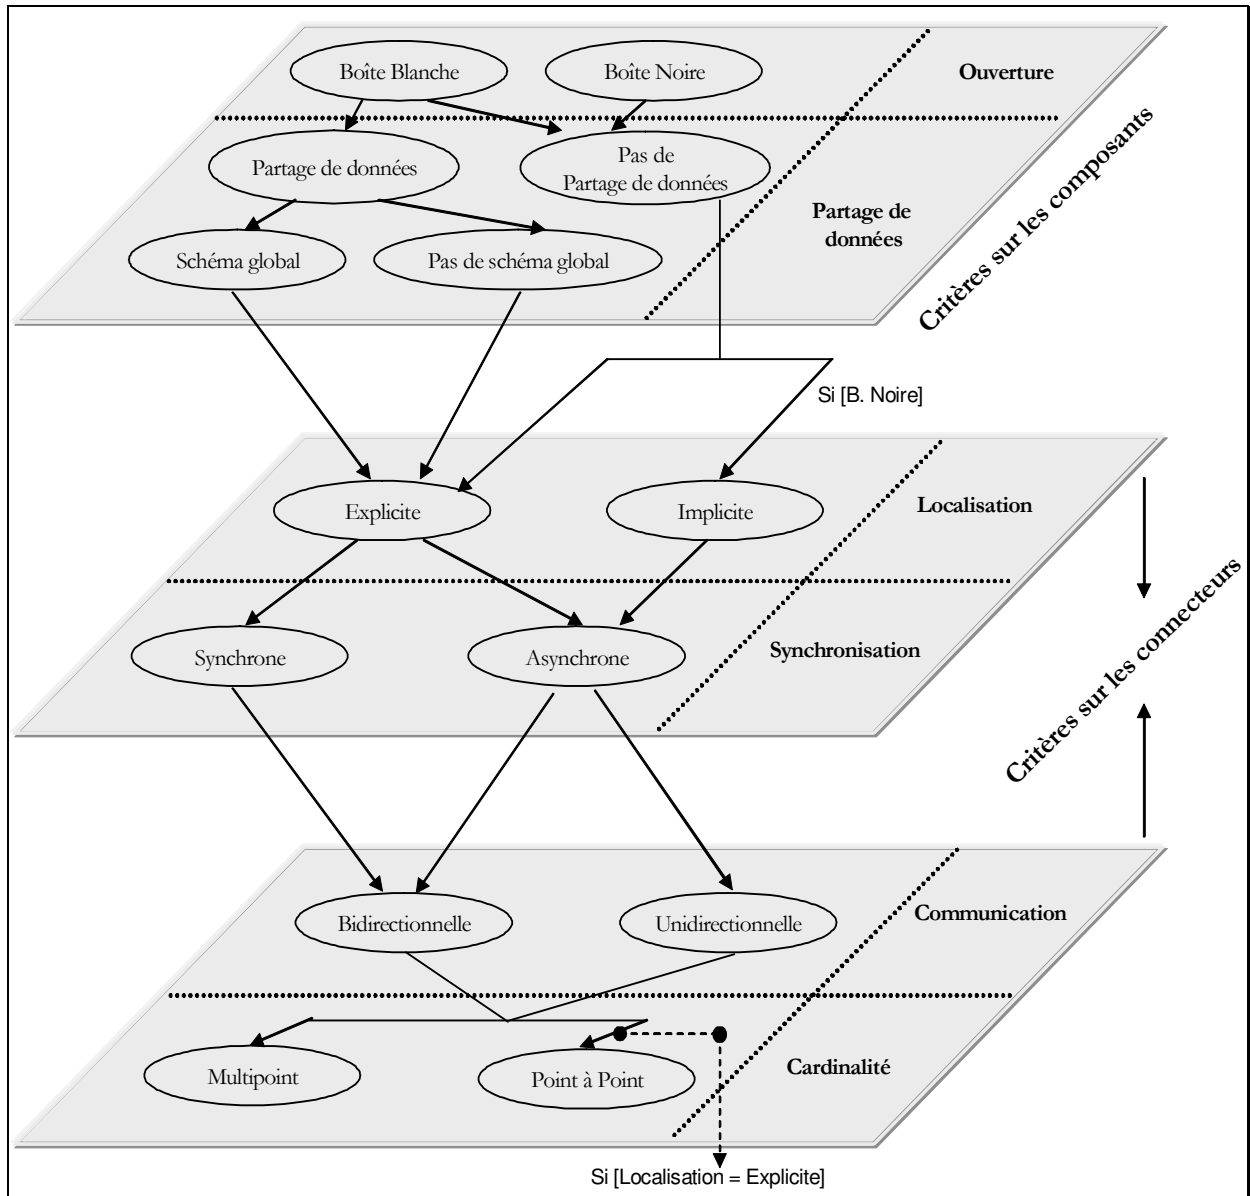 Boîte Blanche
Boîte Noire
Ouverture
Partage de données
Pas de
Partage de données
Partage de
données
Schéma global
Pas de schéma global
Critères sur les composants
Si [B. Noire]
Explicite
Implicite
Localisation
Synchrone
Asynchrone
Synchronisation
Critères sur les connecteurs
Bidirectionnelle
Unidirectionnelle
Communication
Multipoint
Point à Point
Cardinalité
Si [Localisation = Explicite]